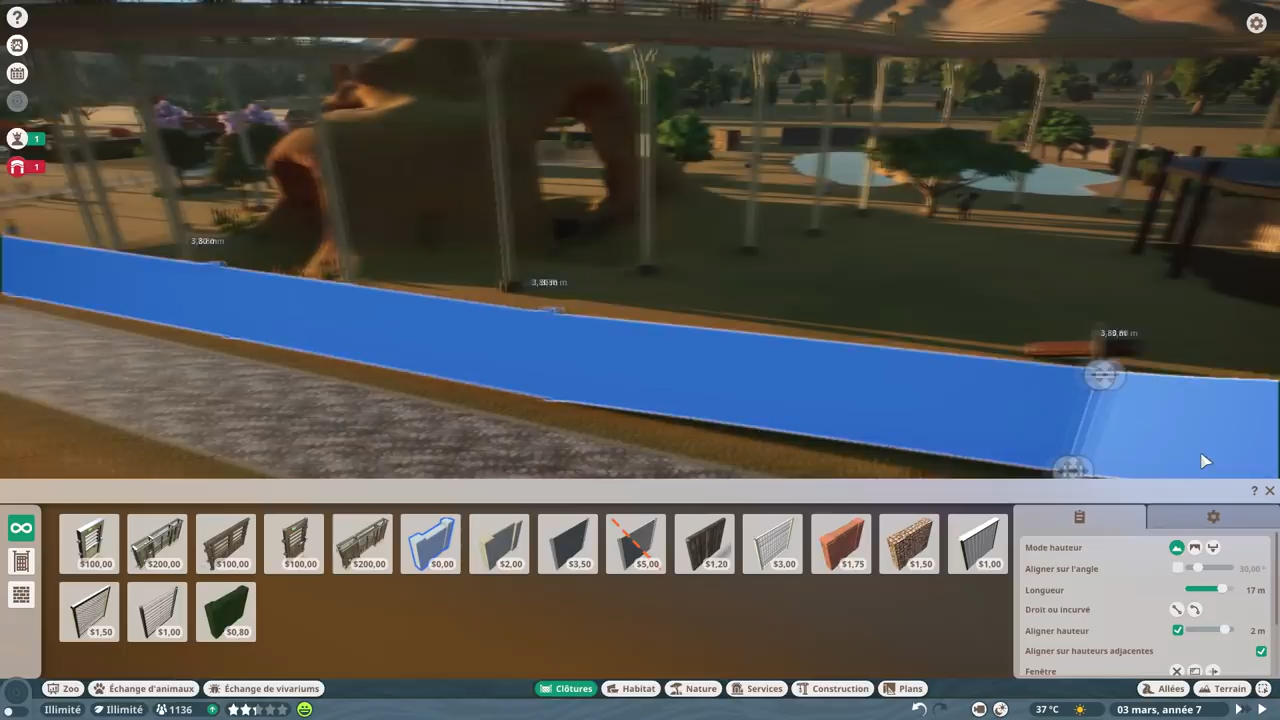 ?
1
1
3,80 m
$100,00
$200,00
$100,00
$100,00
$200,00
$0,00
$2,00
$3,50
$5,00
$1,20
$3,00
$1,75
$1,50
$1,00
$1,50
$1,00
$0,80
?
Mode hauteur
Aligner sur l'angle 30,00 °
Longueur 17 m
Droit ou incurvé
Aligner hauteur 2 m
Aligner sur hauteurs adjacentes
Fenêtre
Zoo Échange d'animaux Échange de vivariums Clôtures Habitat Nature Services Construction Plans Allées Terrain
Illimité Illimité 1136 37 °C 03 mars, année 7